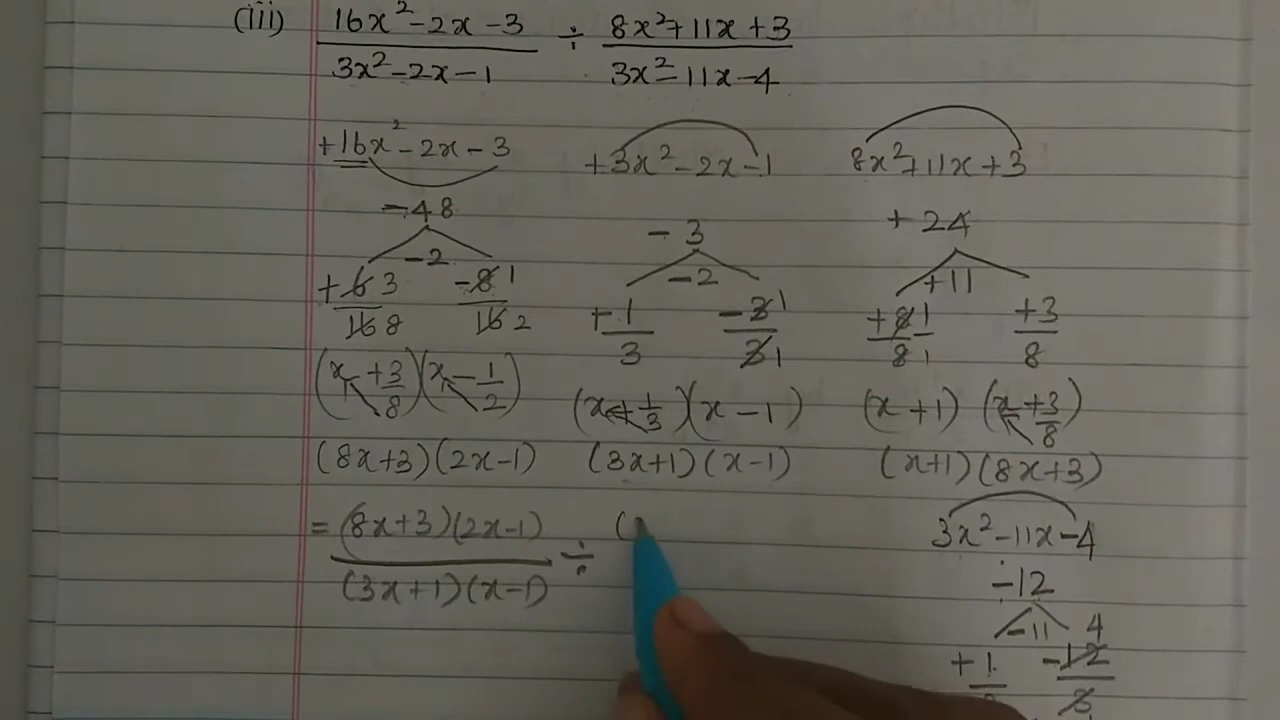 (iii) 16x² - 2x - 3 / 3x² - 2x - 1 ÷ 8x² + 11x + 3 / 3x² - 11x - 4
+16x² - 2x - 3
- 48
-2
+6 3 / 16 8 -8 1 / 16 2
(x + 3/8)(x - 1/2)
(8x+3)(2x-1)
+3x² - 2x - 1
- 3
-2
+1 / 3 -3 1 / 3 1
(x + 1/3)(x - 1)
(3x+1)(x-1)
8x² + 11x + 3
+ 24
+11
+8 1 / 8 1 +3 / 8
(x + 1)(x + 3/8)
(x+1)(8x+3)
3x² - 11x - 4
-12
-11
+1 -12 4 / 3
= (8x+3)(2x-1) / (3x+1)(x-1) ÷ (